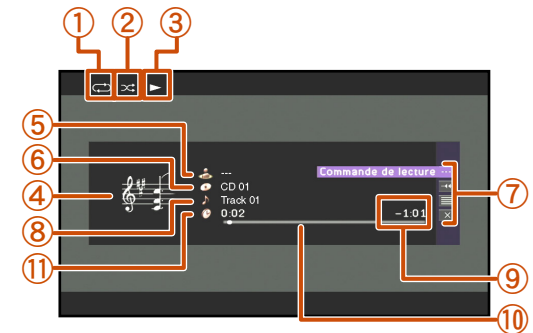 ① ② ③
⑤ --- Commande de lecture ...
⑥ CD 01
④ ⑦
⑧ Track 01
⑪ 0:02 -1:01
⑨
⑩